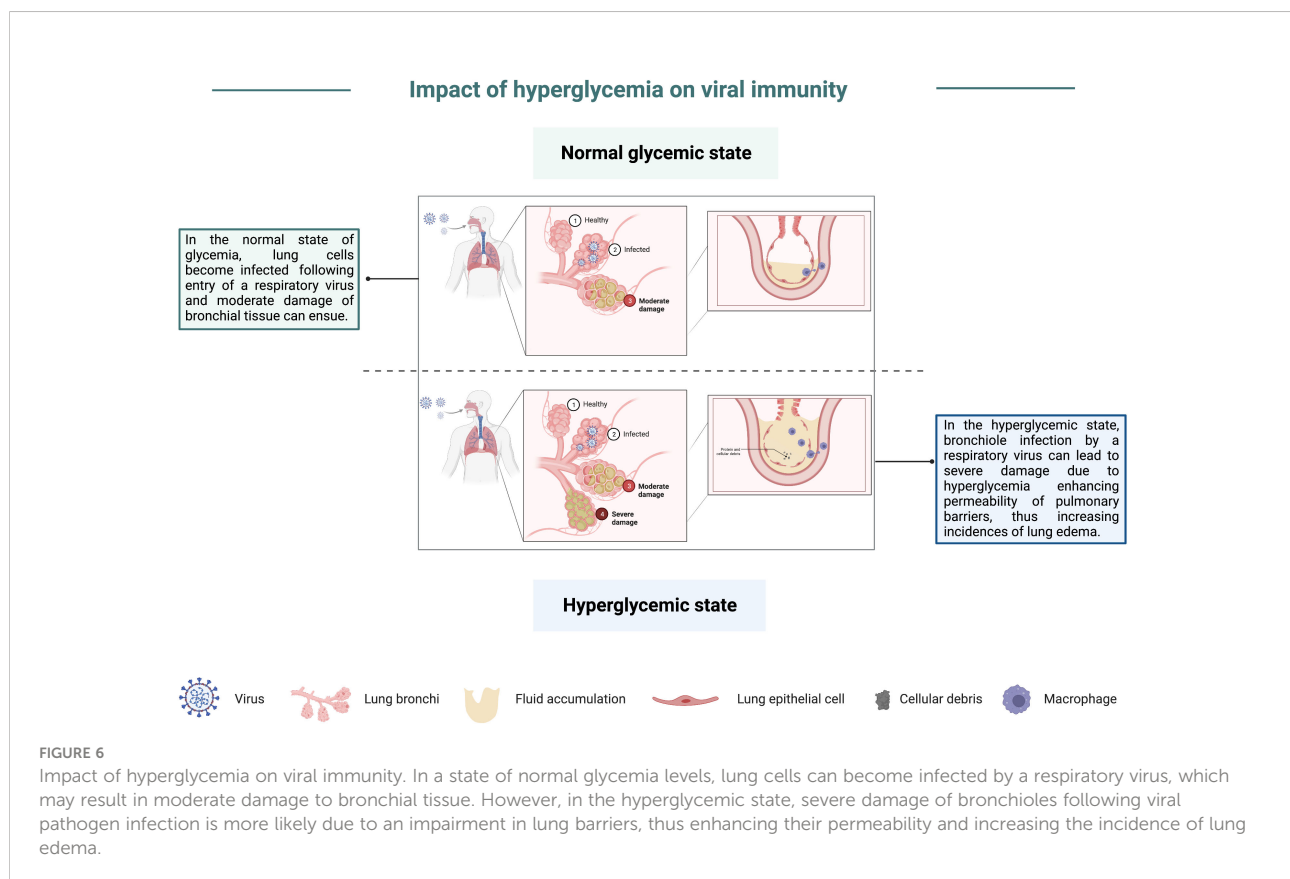 Impact of hyperglycemia on viral immunity
Normal glycemic state
In the normal state of
glycemia, lung cells
become infected following
entry of a respiratory virus
and moderate damage of
bronchial tissue can ensue.
1 Healthy
2 Infected
3 Moderate
damage
1 Healthy
2 Infected
3 Moderate
damage
4 Severe
damage
Protein and
cellular debris
In the hyperglycemic state,
bronchiole infection by a
respiratory virus can lead to
severe damage due to
hyperglycemia enhancing
permeability of pulmonary
barriers, thus increasing
incidences of lung edema.
Hyperglycemic state
Virus
Lung bronchi
Fluid accumulation
Lung epithelial cell
Cellular debris
Macrophage
FIGURE 6
Impact of hyperglycemia on viral immunity. In a state of normal glycemia levels, lung cells can become infected by a respiratory virus, which
may result in moderate damage to bronchial tissue. However, in the hyperglycemic state, severe damage of bronchioles following viral
pathogen infection is more likely due to an impairment in lung barriers, thus enhancing their permeability and increasing the incidence of lung
edema.